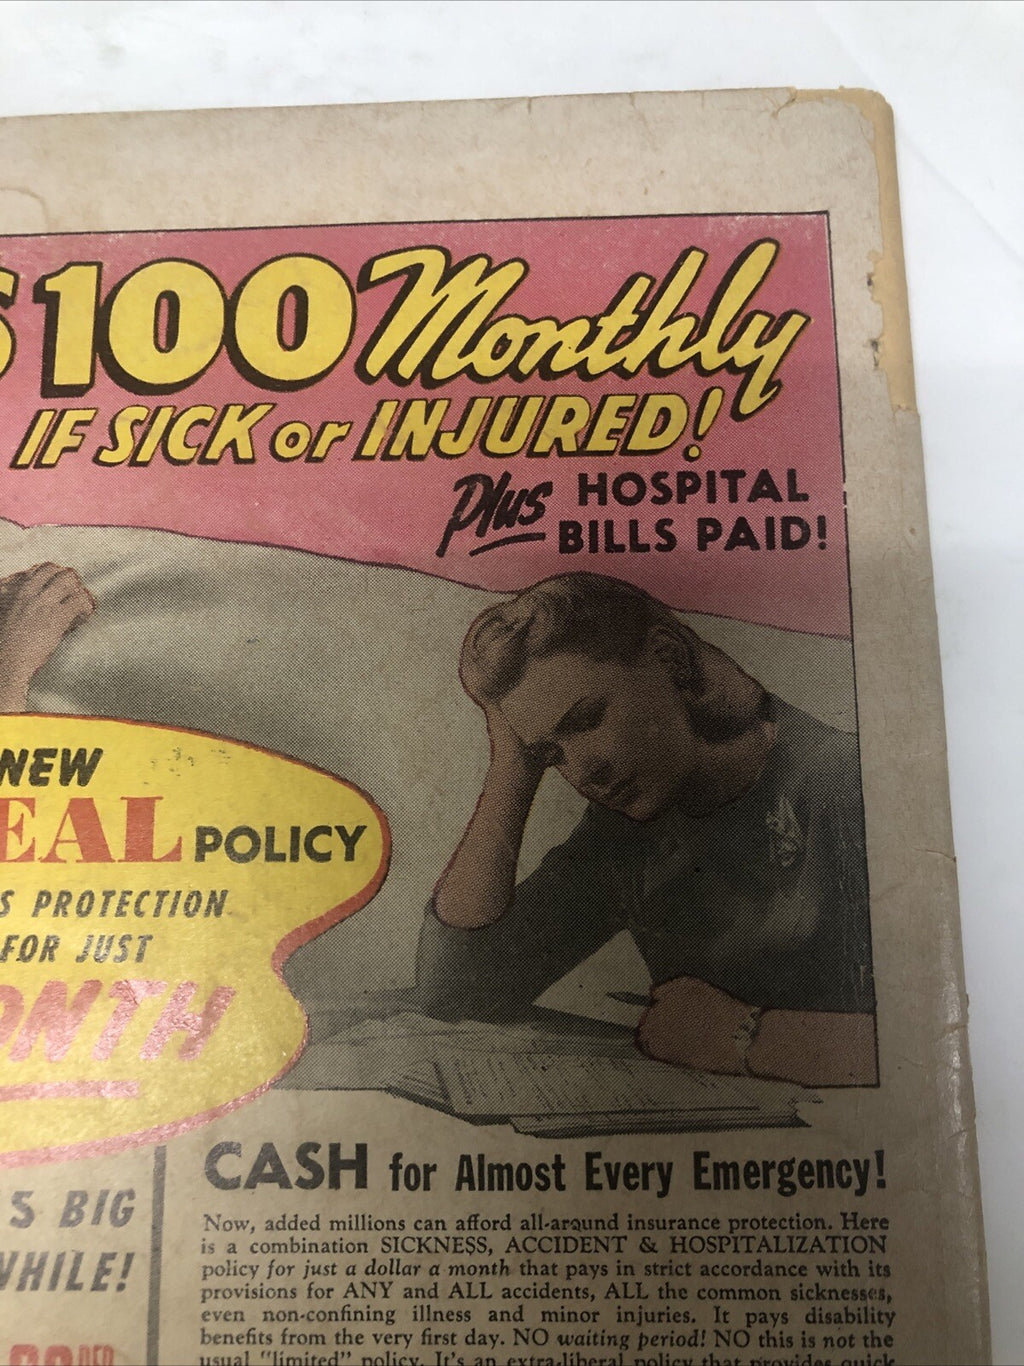 $100 Monthly
IF SICK or INJURED!
Plus HOSPITAL
BILLS PAID!
NEW
EAL POLICY
S PROTECTION
FOR JUST
ONTH
S BIG
WHILE!
CASH for Almost Every Emergency!
Now, added millions can afford all-around insurance protection. Here
is a combination SICKNESS, ACCIDENT & HOSPITALIZATION
policy for just a dollar a month that pays in strict accordance with its
provisions for ANY and ALL accidents, ALL the common sicknesses,
even non-confining illness and minor injuries. It pays disability
benefits from the very first day. NO waiting period! NO this is not the
usual "limited" policy. It's an extra-liberal policy that provides quick